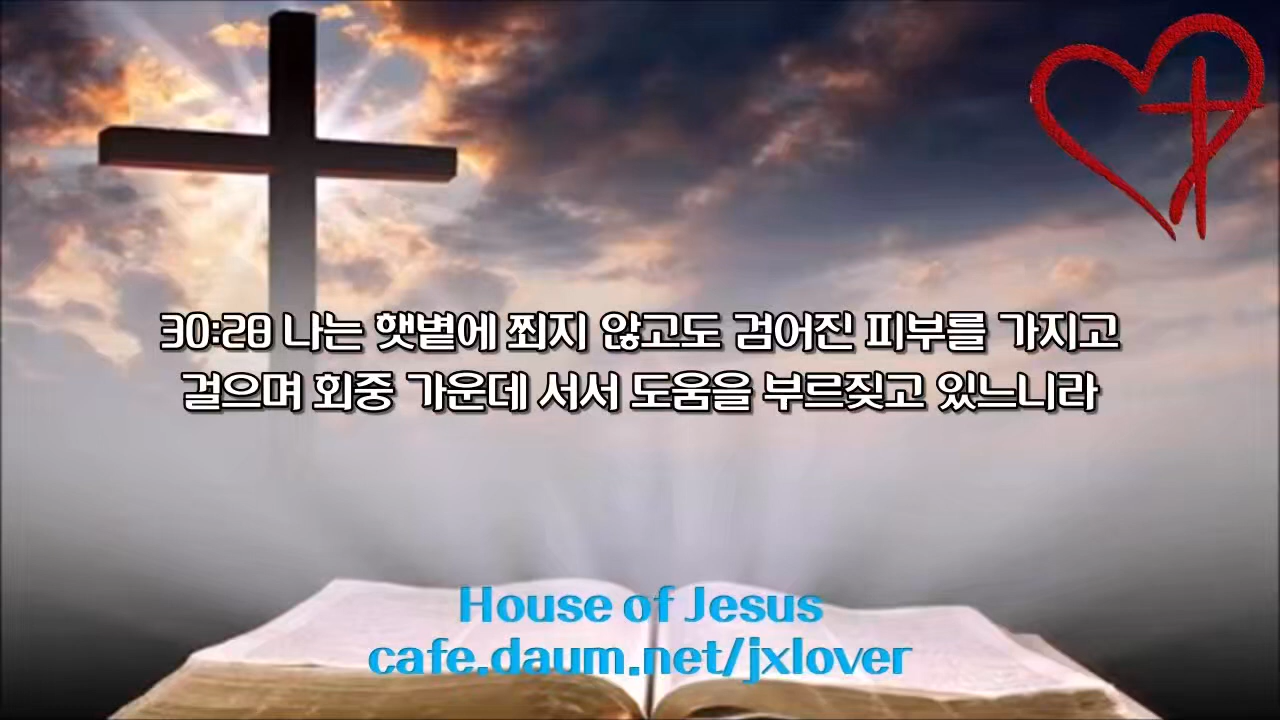 30:28 나는 햇볕에 쬐지 않고도 검어진 피부를 가지고
걸으며 회중 가운데 서서 도움을 부르짖고 있느니라
House of Jesus
cafe.daum.net/jxlover